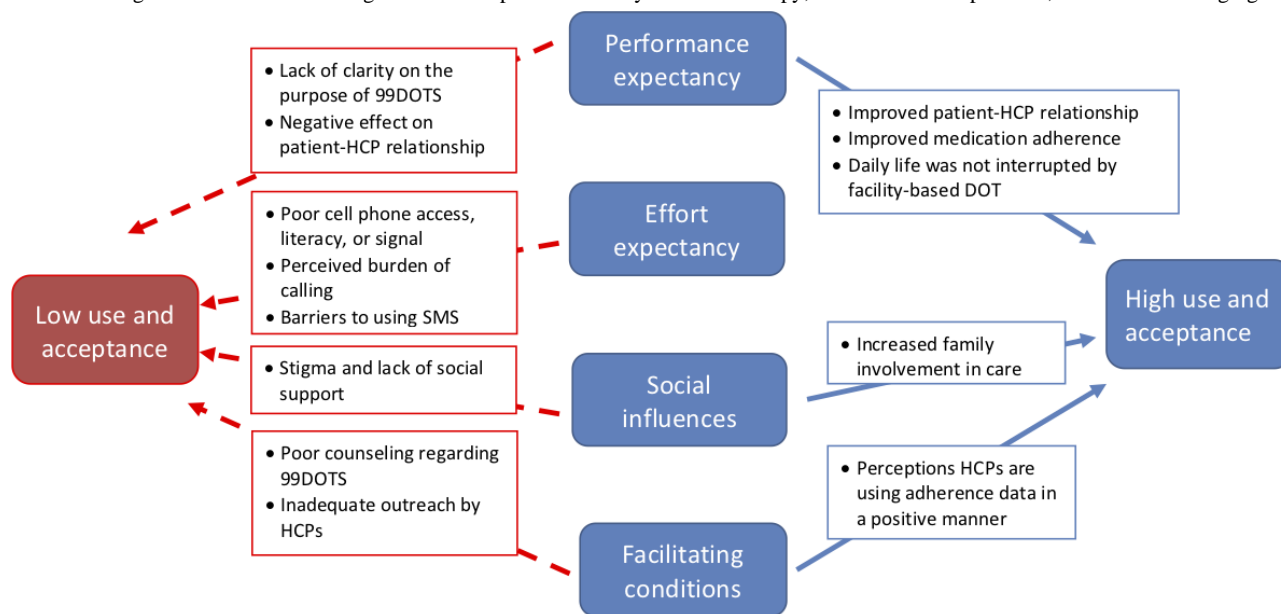 Performance
expectancy
• Lack of clarity on the
purpose of 99DOTS
• Negative effect on
patient-HCP relationship
• Improved patient-HCP relationship
• Improved medication adherence
• Daily life was not interrupted by
facility-based DOT
• Poor cell phone access,
literacy, or signal
• Perceived burden of
calling
• Barriers to using SMS
Effort
expectancy
Low use and
acceptance
High use and
acceptance
• Stigma and lack of social
support
Social
influences
• Increased family
involvement in care
• Poor counseling regarding
99DOTS
• Inadequate outreach by
HCPs
• Perceptions HCPs are
using adherence data in
a positive manner
Facilitating
conditions